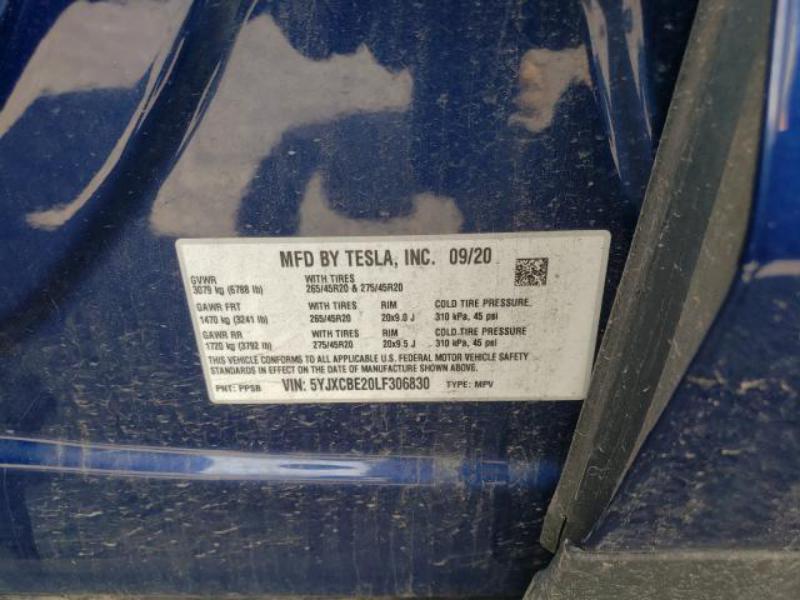 MFD BY TESLA, INC. 09/20
GVWR WITH TIRES
3079 kg (6788 lb) 265/45R20 & 275/45R20
GAWR FRT WITH TIRES RIM COLD TIRE PRESSURE
1470 kg (3241 lb) 265/45R20 20x9.0 J 310 kPa, 45 psi
GAWR RR WITH TIRES RIM COLD TIRE PRESSURE
1720 kg (3792 lb) 275/45R20 20x9.5 J 310 kPa, 45 psi
THIS VEHICLE CONFORMS TO ALL APPLICABLE U.S. FEDERAL MOTOR VEHICLE SAFETY
STANDARDS IN EFFECT ON THE DATE OF MANUFACTURE SHOWN ABOVE.
PNT: PPSB VIN: 5YJXCBE20LF306830 TYPE: MPV